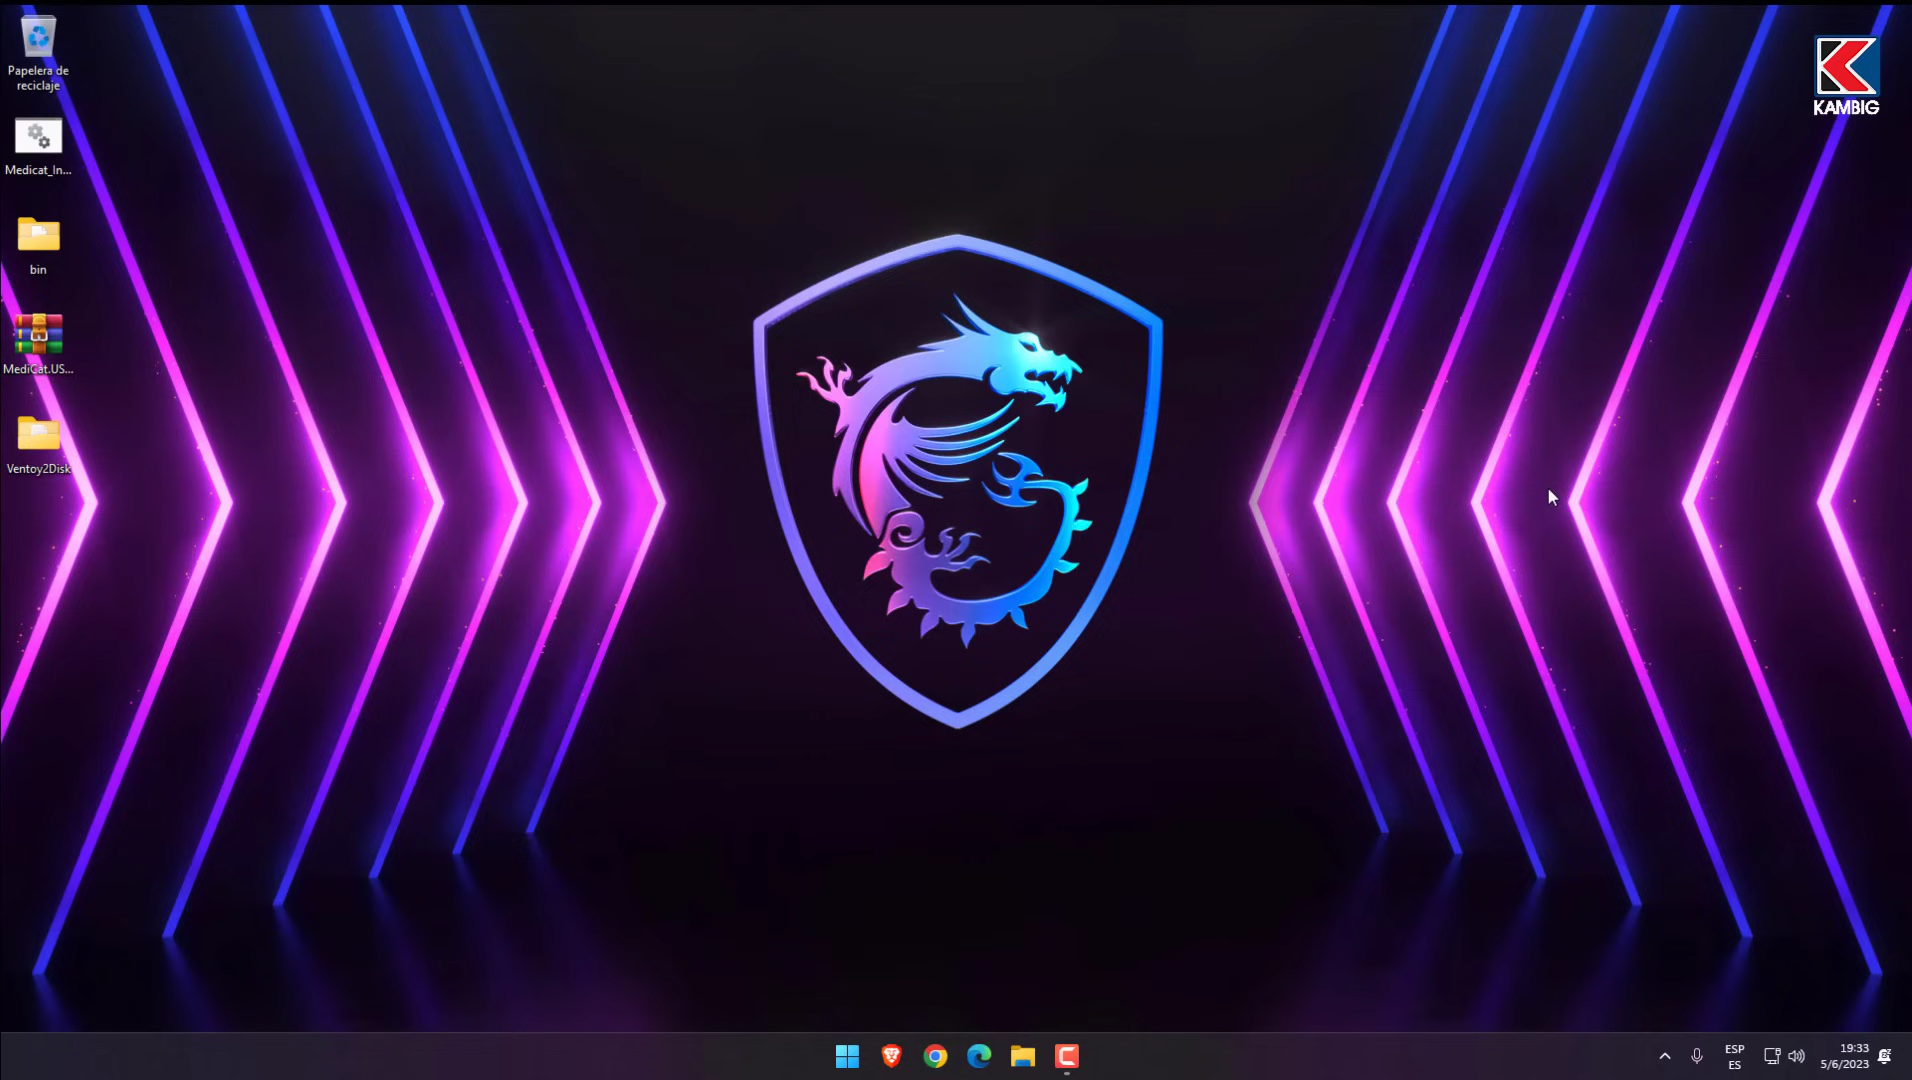 Papelera de
reciclaje
Medicat_In...
bin
MediCat.US...
Ventoy2Disk
KAMBIG
ESP
ES
19:33
5/6/2023